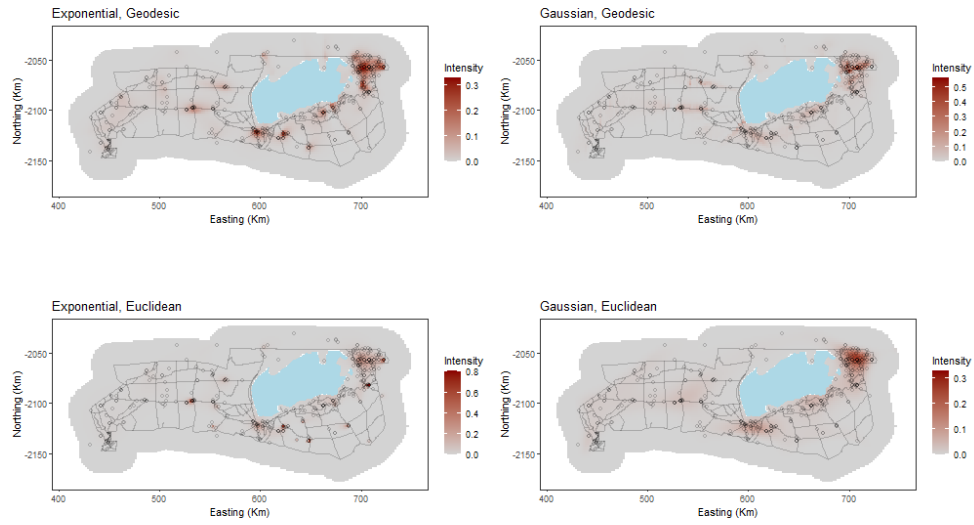 Exponential, Geodesic
Northing (Km)
-2050
-2100
-2150
400
500
600
700
Easting (Km)
Intensity
0.3
0.2
0.1
0.0
Gaussian, Geodesic
Northing (Km)
-2050
-2100
-2150
400
500
600
700
Easting (Km)
Intensity
0.5
0.4
0.3
0.2
0.1
0.0
Exponential, Euclidean
Northing (Km)
-2050
-2100
-2150
400
500
600
700
Easting (Km)
Intensity
0.8
0.6
0.4
0.2
0.0
Gaussian, Euclidean
Northing (Km)
-2050
-2100
-2150
400
500
600
700
Easting (Km)
Intensity
0.3
0.2
0.1
0.0